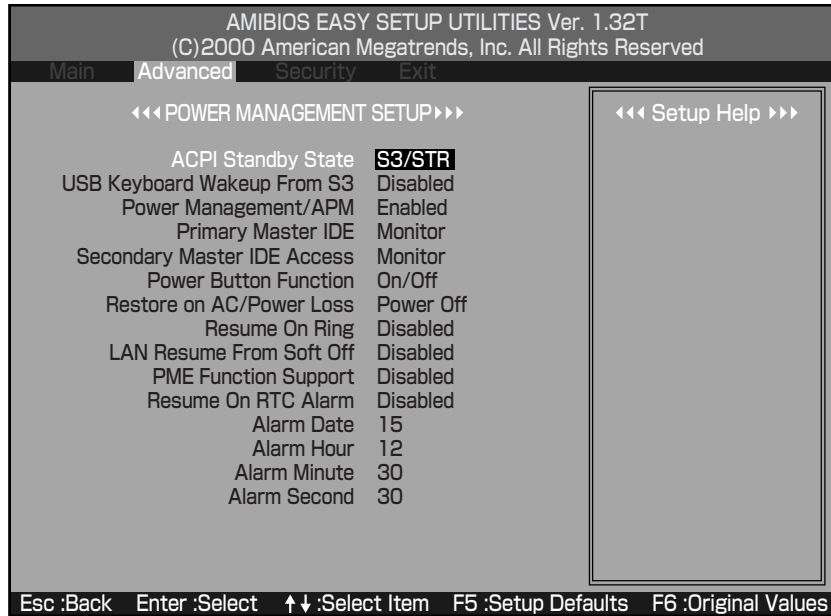 AMIBIOS EASY SETUP UTILITIES Ver. 1.32T
(C)2000 American Megatrends, Inc. All Rights Reserved
Main Advanced Security Exit
POWER MANAGEMENT SETUP
Setup Help
ACPI Standby State S3/STR
USB Keyboard Wakeup From S3 Disabled
Power Management/APM Enabled
Primary Master IDE Monitor
Secondary Master IDE Access Monitor
Power Button Function On/Off
Restore on AC/Power Loss Power Off
Resume On Ring Disabled
LAN Resume From Soft Off Disabled
PME Function Support Disabled
Resume On RTC Alarm Disabled
Alarm Date 15
Alarm Hour 12
Alarm Minute 30
Alarm Second 30
Esc :Back Enter :Select ↑↓ :Select Item F5 :Setup Defaults F6 :Original Values